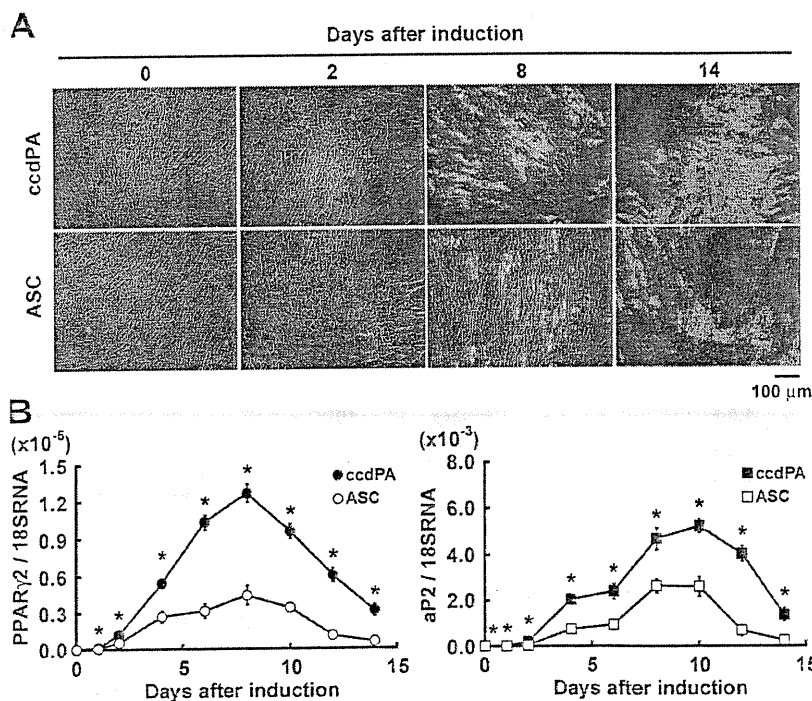 A
Days after induction
0 2 8 14
ccdPA
ASC
100 μm
B
(x10⁻⁵)
PPARγ2 / 18SRNA
1.5
1.2
0.9
0.6
0.3
0.0
* * * * * * * *
ccdPA
ASC
0 5 10 15
Days after induction
(x10⁻³)
aP2 / 18SRNA
8.0
6.0
4.0
2.0
0.0
* * * * * * * * *
ccdPA
ASC
0 5 10 15
Days after induction